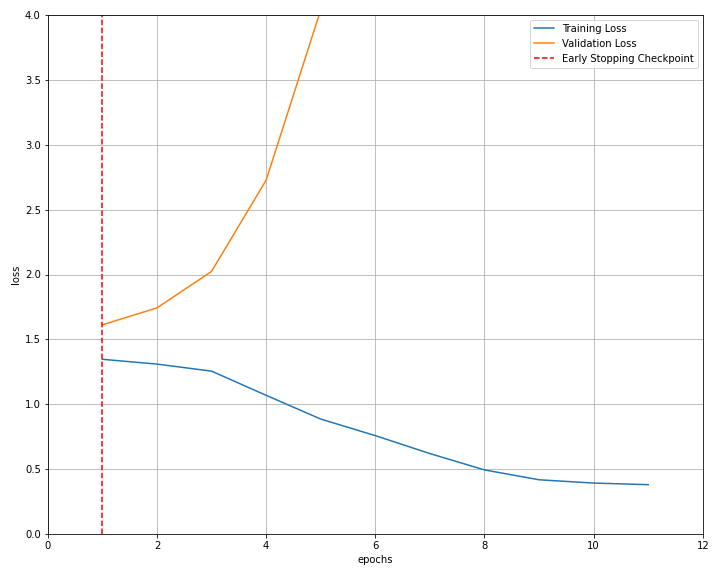 Training Loss
Validation Loss
Early Stopping Checkpoint
4.0
3.5
3.0
2.5
2.0
1.5
1.0
0.5
0.0
loss
0 2 4 6 8 10 12
epochs